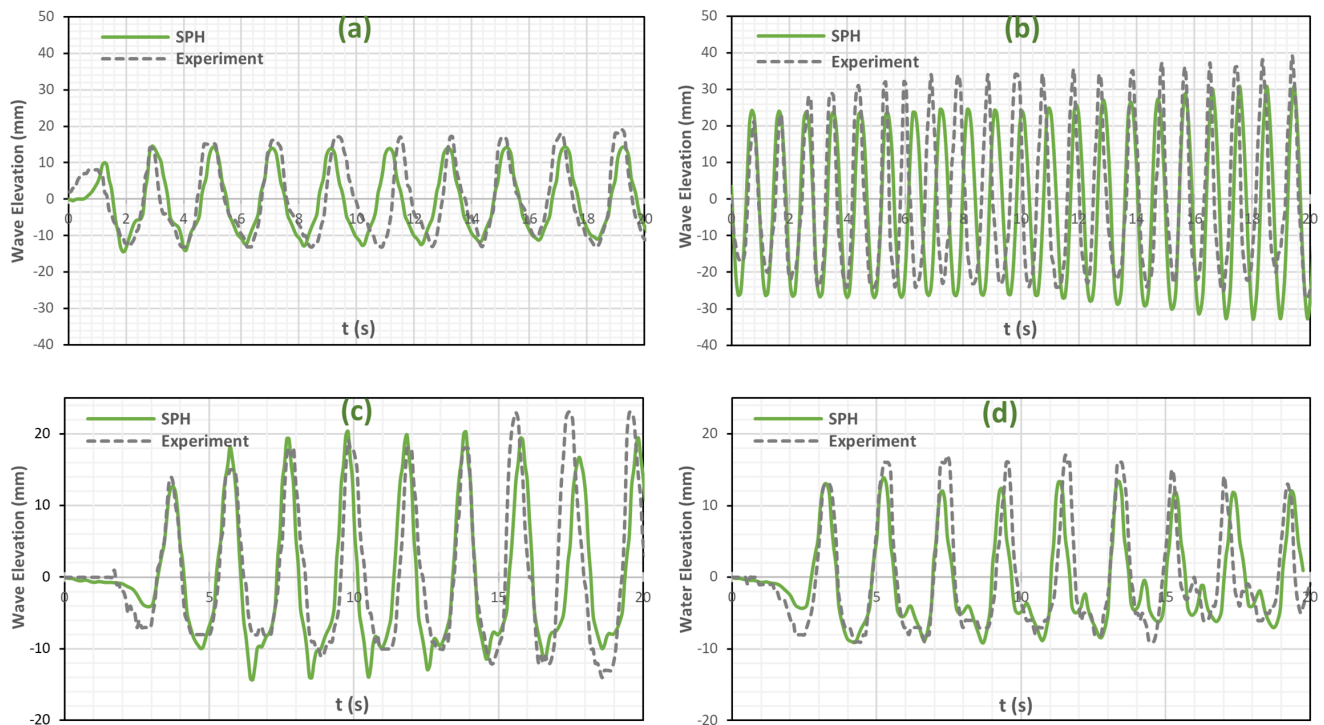 (a)
SPH
Experiment
Wave Elevation (mm)
50
40
30
20
10
0
-10
-20
-30
-40
0 2 4 6 8 10 12 14 16 18 20
t (s)
(b)
SPH
Experiment
Wave Elevation (mm)
50
40
30
20
10
0
-10
-20
-30
-40
0 2 4 6 8 10 12 14 16 18 20
t (s)
(c)
SPH
Experiment
Wave Elevation (mm)
20
10
0
-10
-20
0 5 10 15 20
t (s)
(d)
SPH
Experiment
Water Elevation (mm)
20
10
0
-10
-20
0 5 10 15 20
t (s)